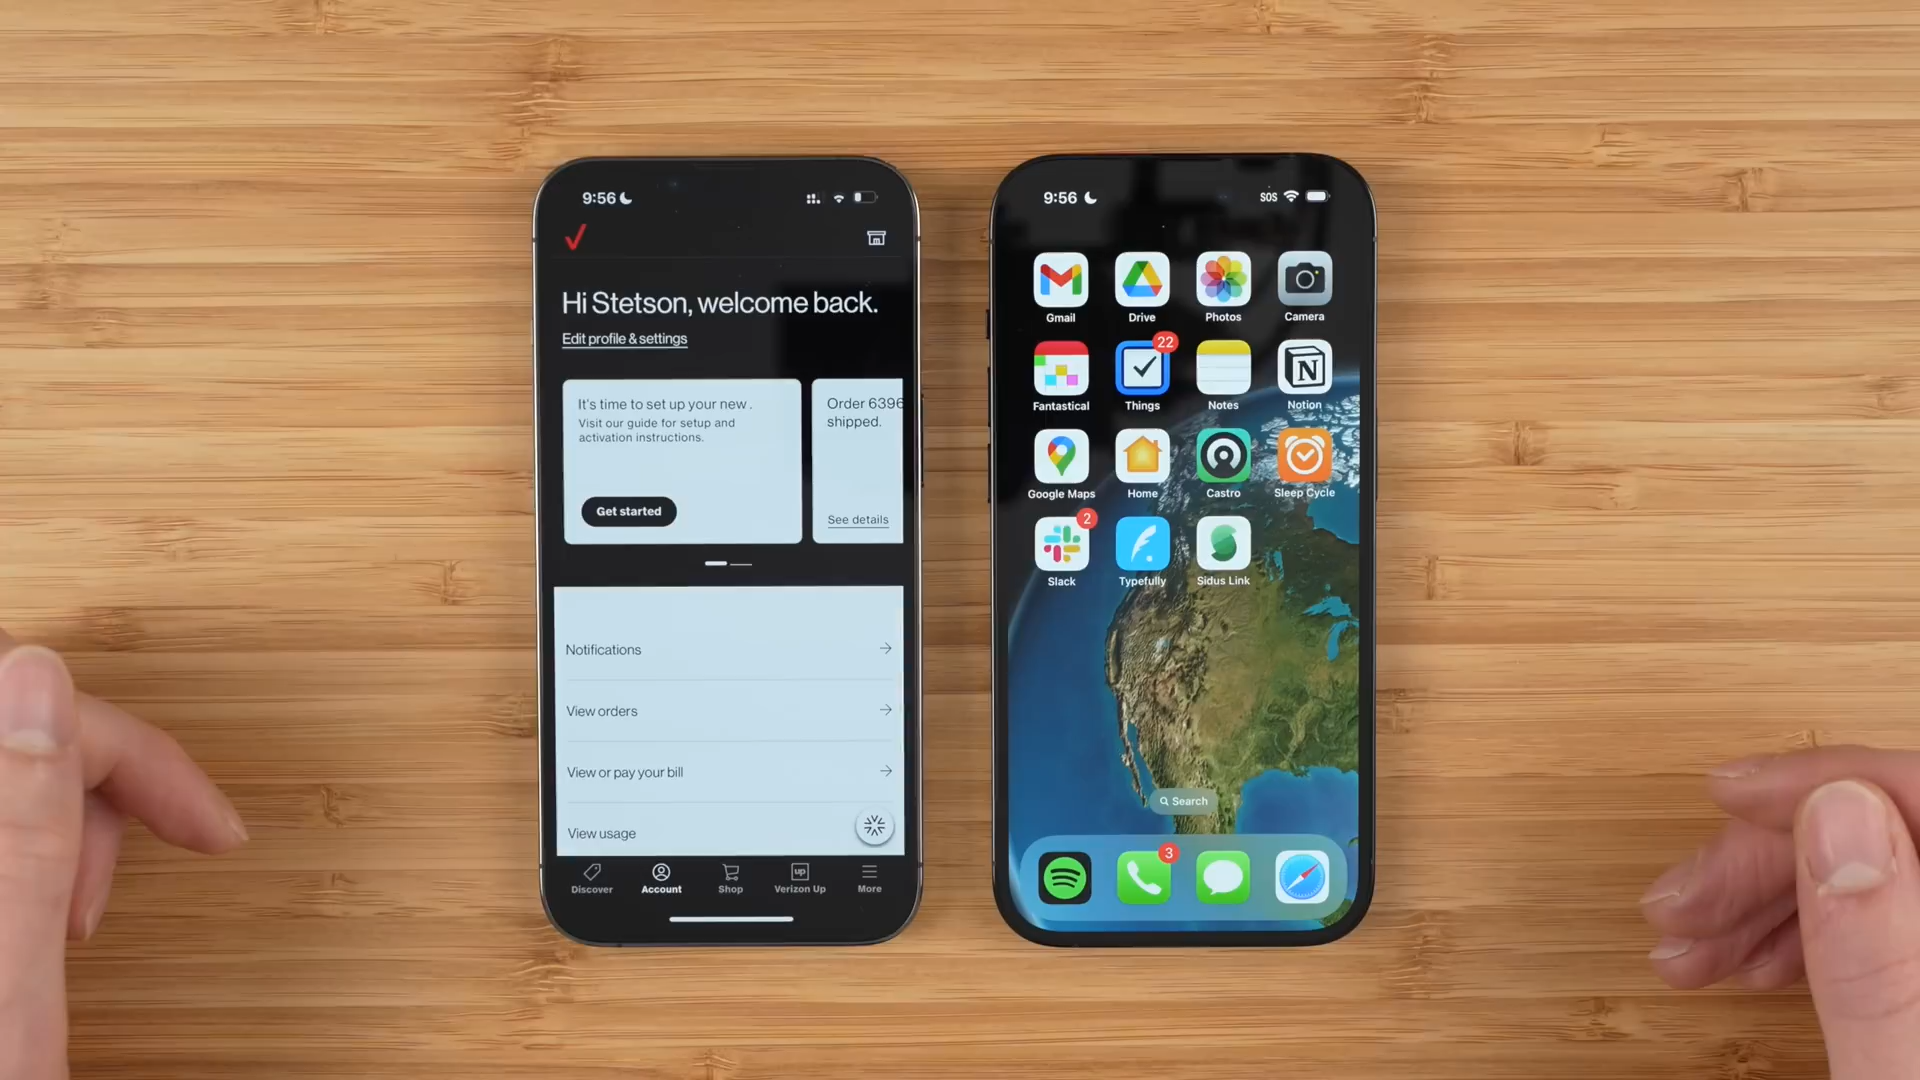 9:56
Hi Stetson, welcome back.
Edit profile & settings
It's time to set up your new .
Visit our guide for setup and
activation instructions.
Get started
Order 6396
shipped.
See details
Notifications
View orders
View or pay your bill
View usage
Discover
Account
Shop
up
Verizon Up
More
9:56
SOS
Gmail
Drive
Photos
Camera
22
Fantastical
Things
Notes
N
Notion
Google Maps
Home
Castro
Sleep Cycle
2
Slack
Typefully
Sidus Link
Search
3